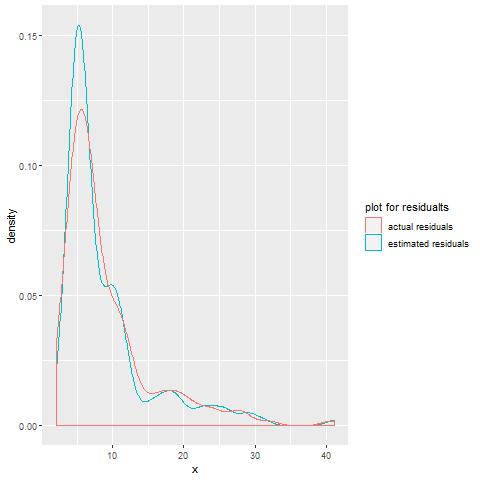 0.15
0.10
0.05
0.00
density
10
20
30
40
x
plot for residualts
actual residuals
estimated residuals